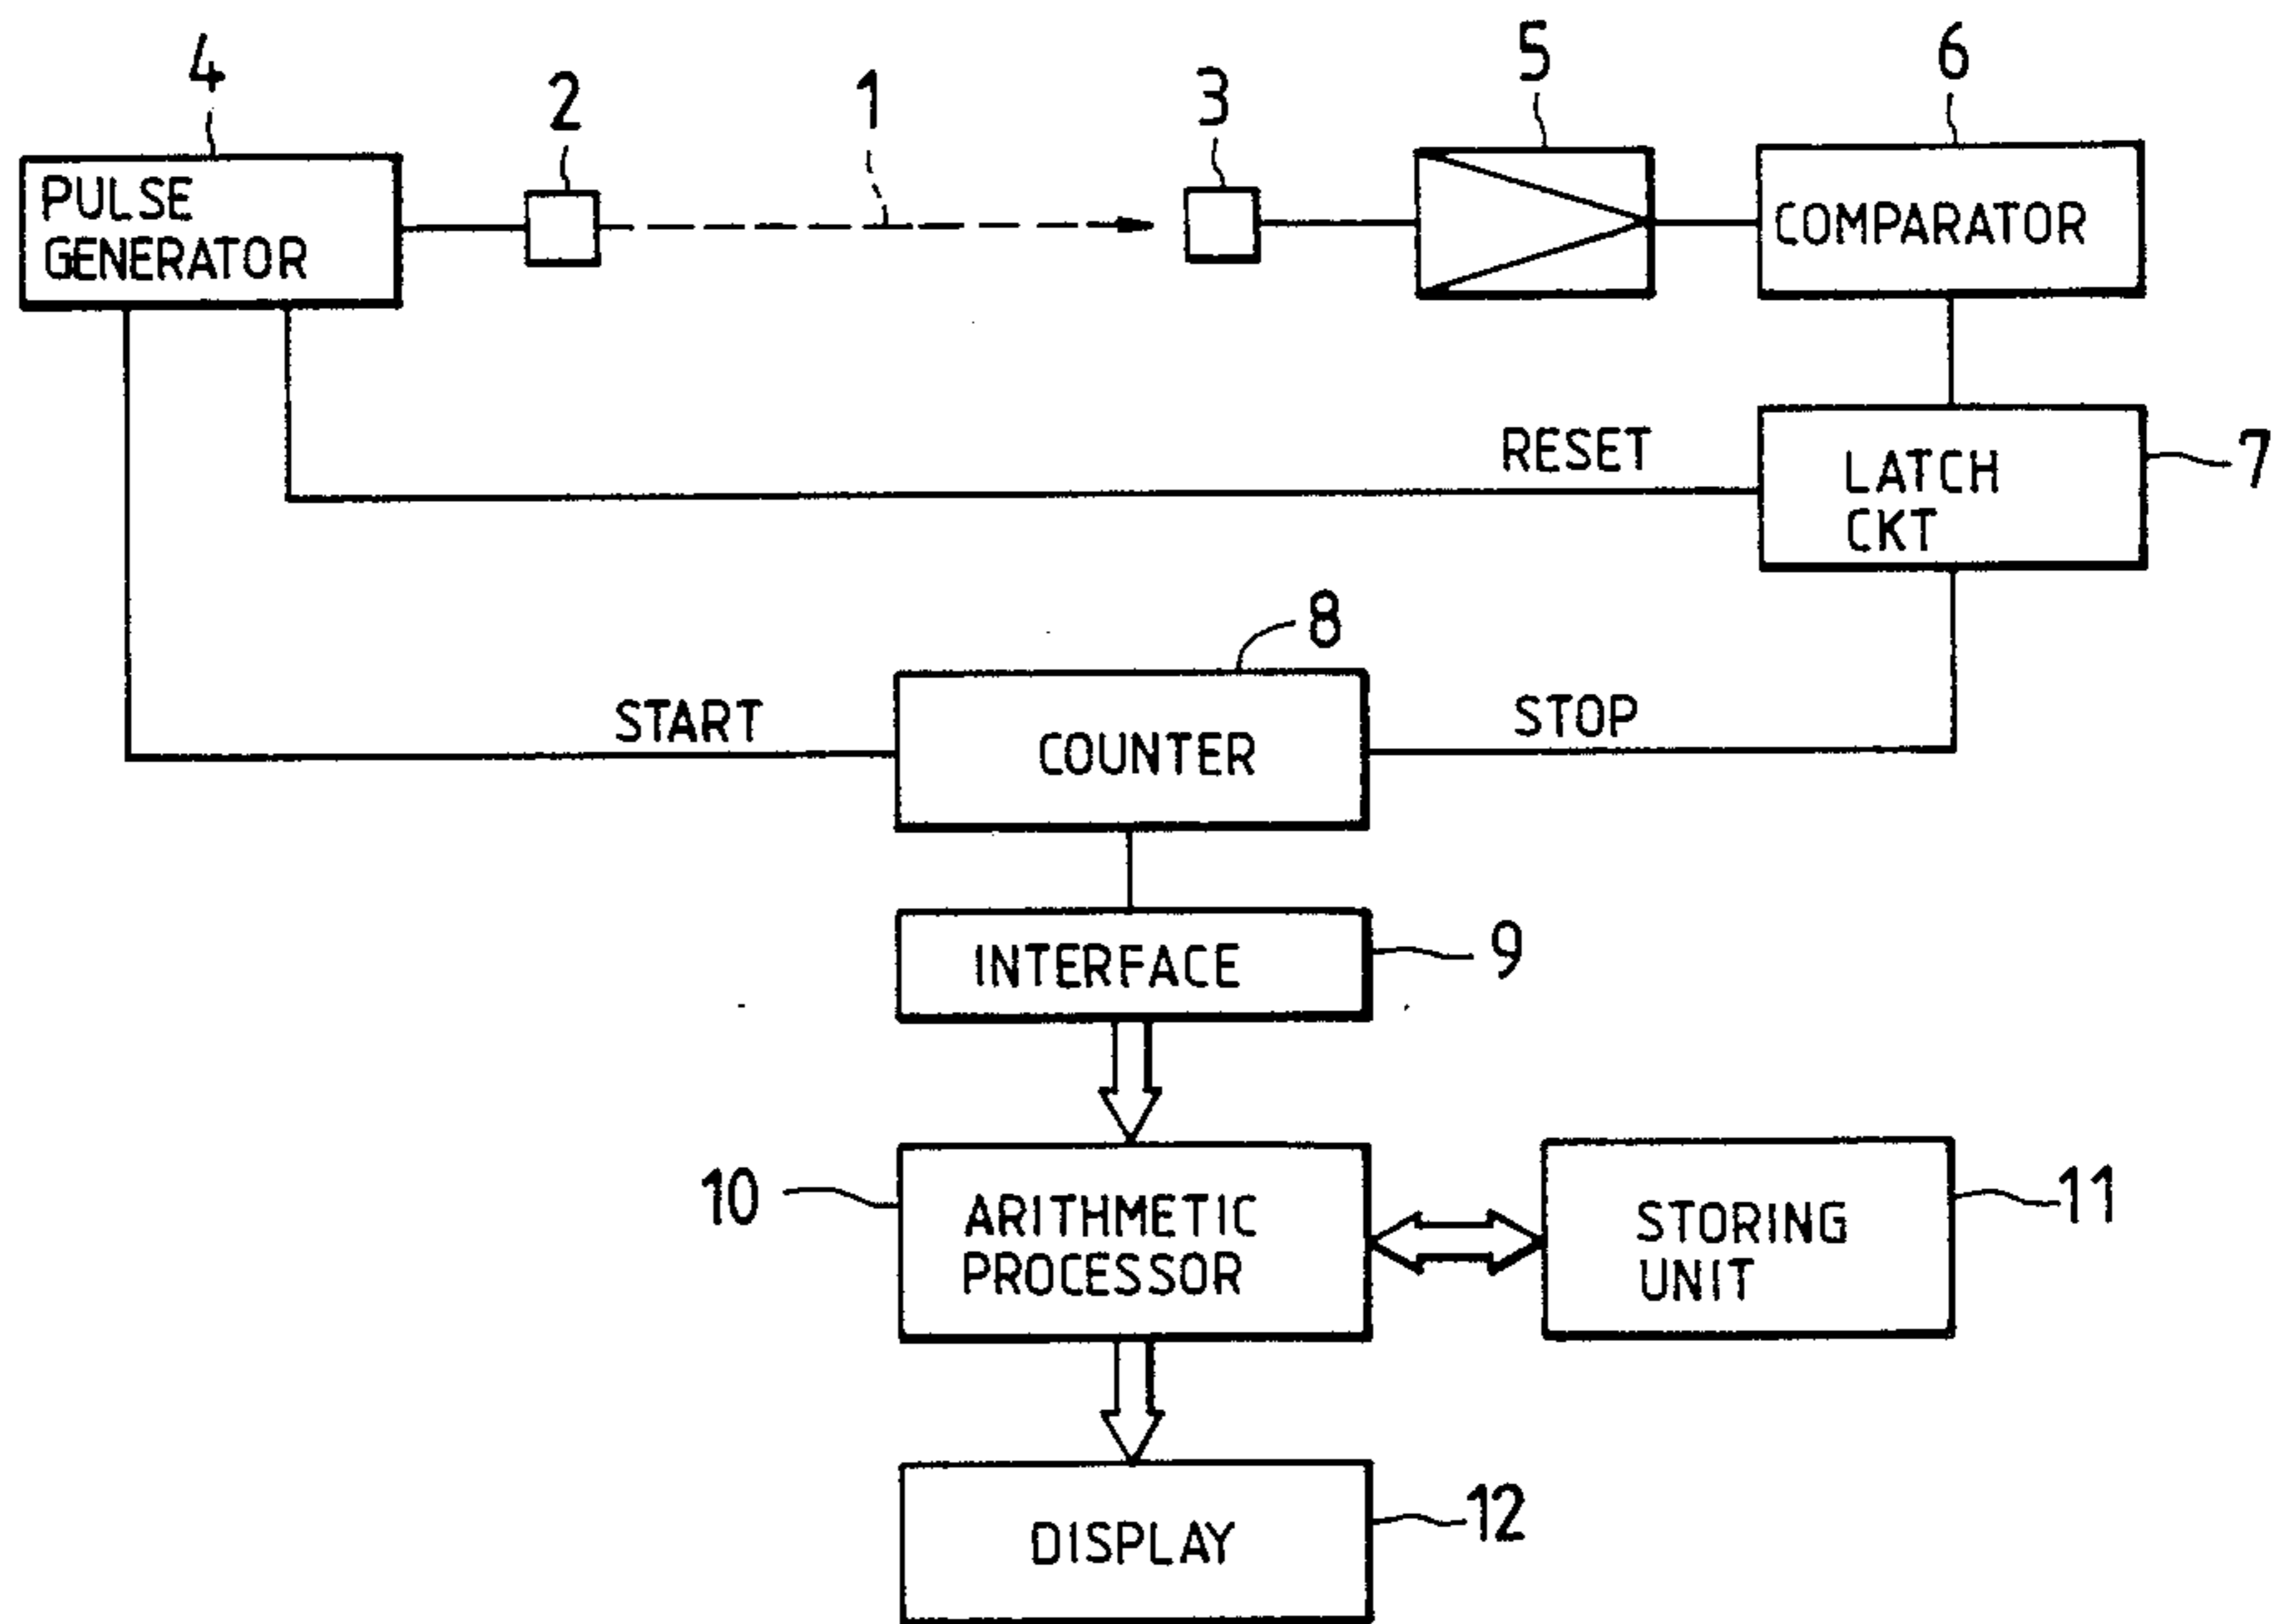 4
2
1
3
5
6
PULSE
GENERATOR
COMPARATOR
RESET
LATCH
CKT
7
8
START
COUNTER
STOP
INTERFACE
9
10
ARITHMETIC
PROCESSOR
STORING
UNIT
11
DISPLAY
12